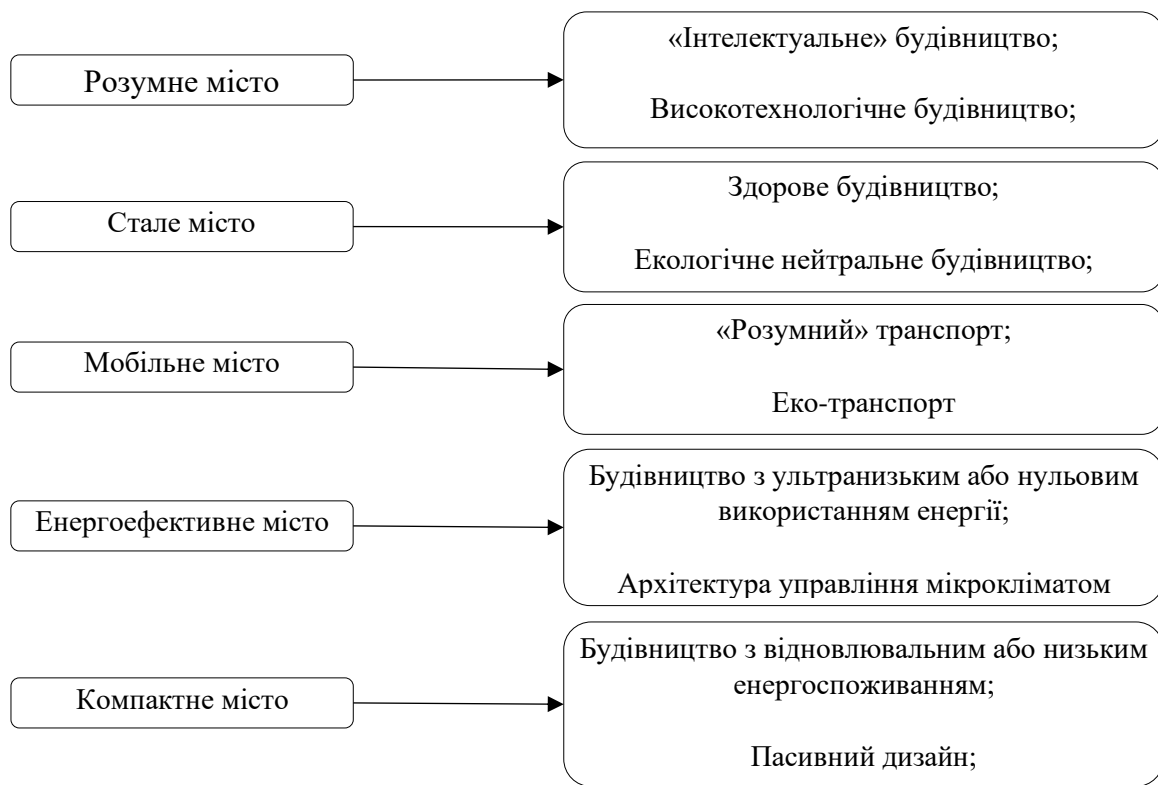 Розумне місто
«Інтелектуальне» будівництво;
Високотехнологічне будівництво;
Стале місто
Здорове будівництво;
Екологічне нейтральне будівництво;
Мобільне місто
«Розумний» транспорт;
Еко-транспорт
Енергоефективне місто
Будівництво з ультранизьким або нульовим
використанням енергії;
Архітектура управління мікрокліматом
Компактне місто
Будівництво з відновлювальним або низьким
енергоспоживанням;
Пасивний дизайн;